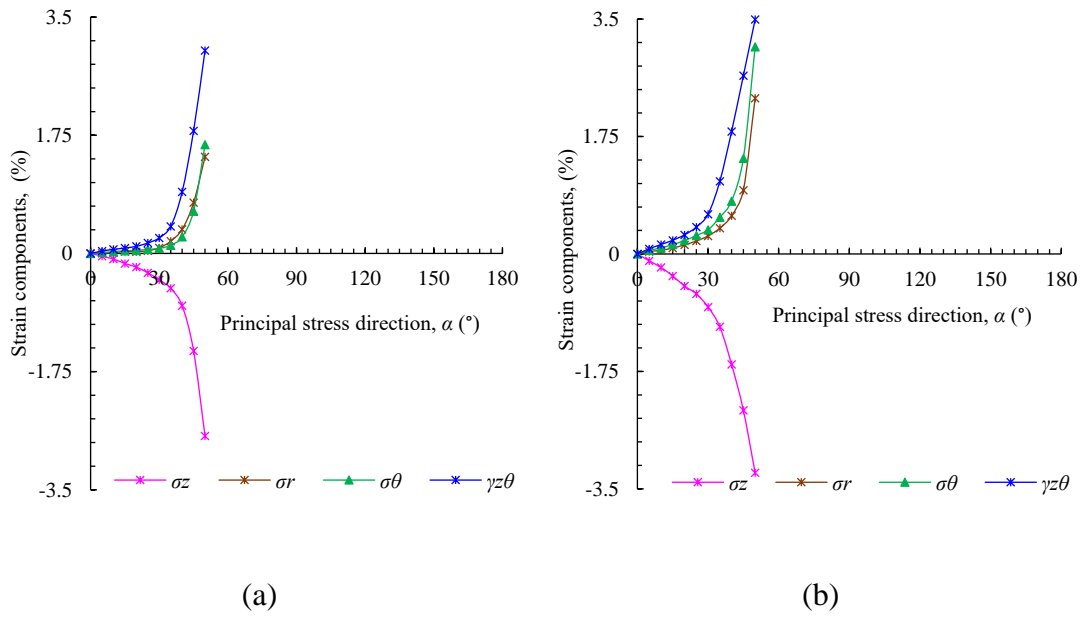 3.5
1.75
0
-1.75
-3.5
0 30 60 90 120 150 180
Strain components, (%)
Principal stress direction, α (°)
σz σr σθ γzθ
(a)
3.5
1.75
0
-1.75
-3.5
0 30 60 90 120 150 180
Strain components, (%)
Principal stress direction, α (°)
σz σr σθ γzθ
(b)